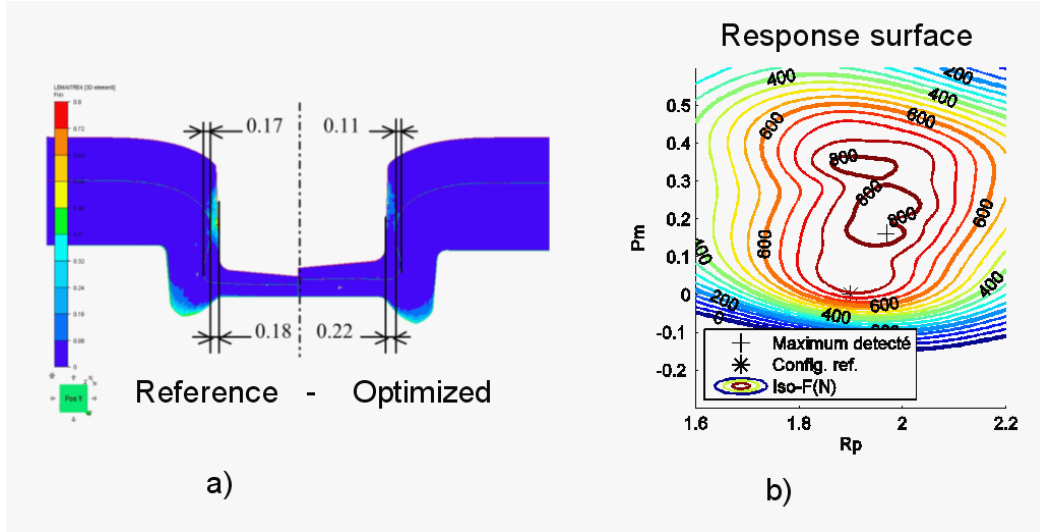 LEMAITRE4 [3D element]
0.17
0.11
0.18
0.22
Pos Y
Reference - Optimized
a)
Response surface
200
400
400
600
600
800
800
800
600
600
400
400
200
0
600
400
0.5
0.4
0.3
0.2
0.1
0
-0.1
-0.2
Pm
Maximum detecté
Config. ref.
Iso-F(N)
1.6
1.8
2
2.2
Rp
b)